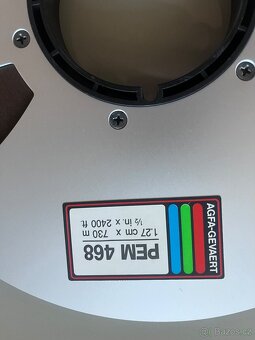 AGFA-GEVAERT
PEM 468
1.27 cm x 730 m
½ in. x 2400 ft.